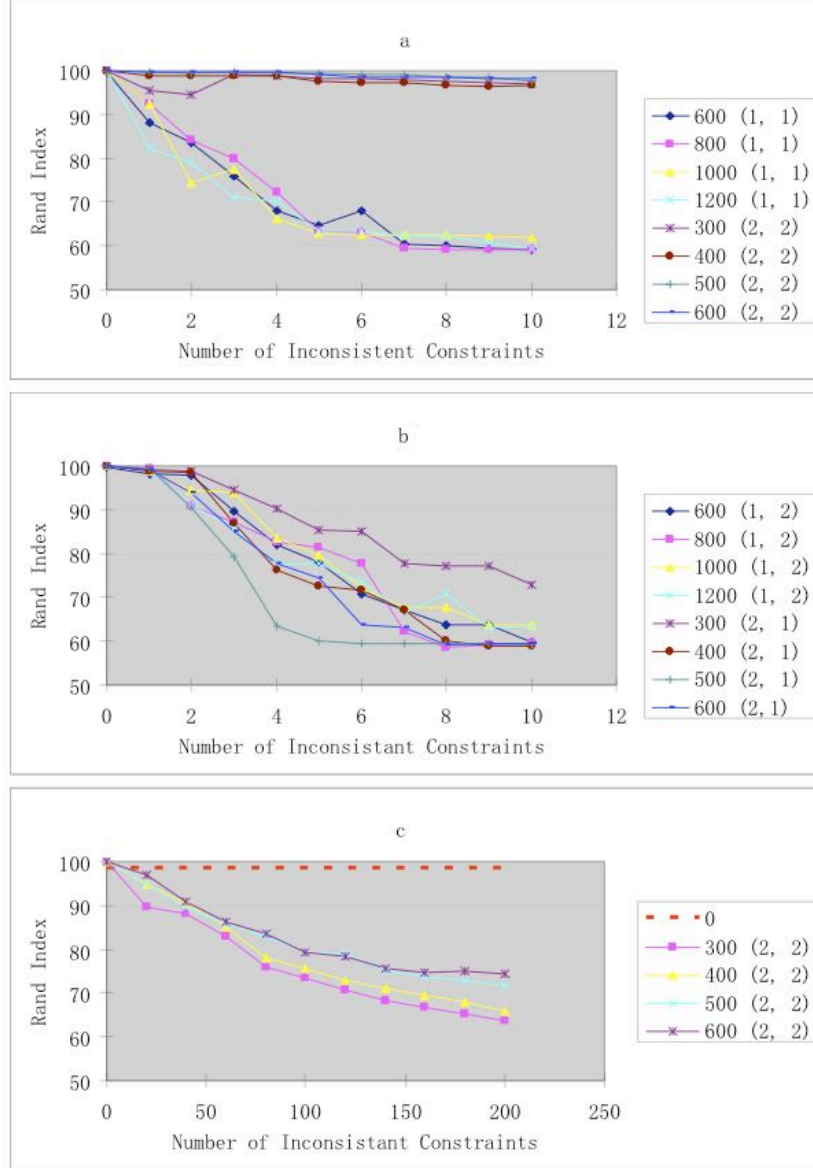 a
100
90
80
70
60
50
Rand Index
0 2 4 6 8 10 12
Number of Inconsistent Constraints
600 (1, 1)
800 (1, 1)
1000 (1, 1)
1200 (1, 1)
300 (2, 2)
400 (2, 2)
500 (2, 2)
600 (2, 2)
b
100
90
80
70
60
50
Rand Index
0 2 4 6 8 10 12
Number of Inconsistant Constraints
600 (1, 2)
800 (1, 2)
1000 (1, 2)
1200 (1, 2)
300 (2, 1)
400 (2, 1)
500 (2, 1)
600 (2,1)
c
100
90
80
70
60
50
Rand Index
0 50 100 150 200 250
Number of Inconsistant Constraints
0
300 (2, 2)
400 (2, 2)
500 (2, 2)
600 (2, 2)